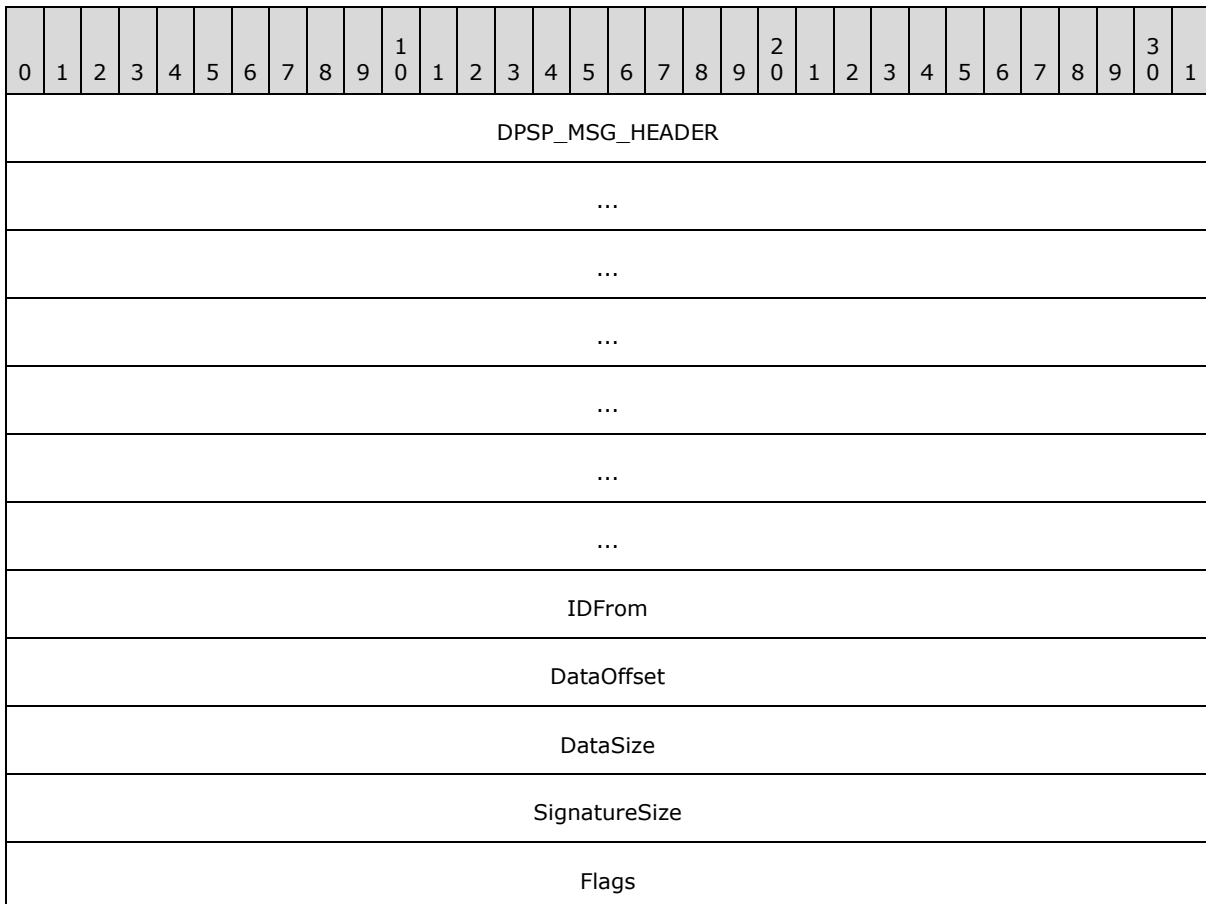 1 2 3
0 1 2 3 4 5 6 7 8 9 0 1 2 3 4 5 6 7 8 9 0 1 2 3 4 5 6 7 8 9 0 1
DPSP_MSG_HEADER
...
...
...
...
...
...
IDFrom
DataOffset
DataSize
SignatureSize
Flags